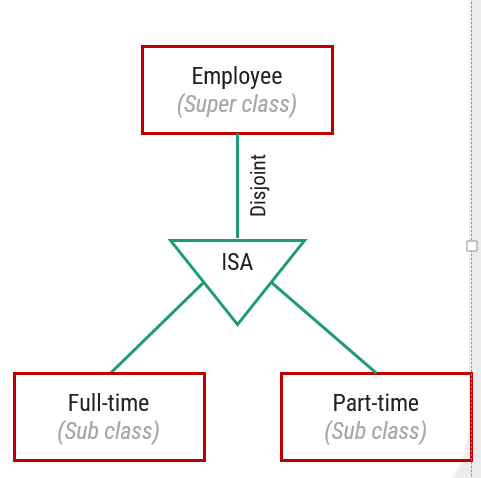 Employee
(Super class)
Disjoint
ISA
Full-time
(Sub class)
Part-time
(Sub class)